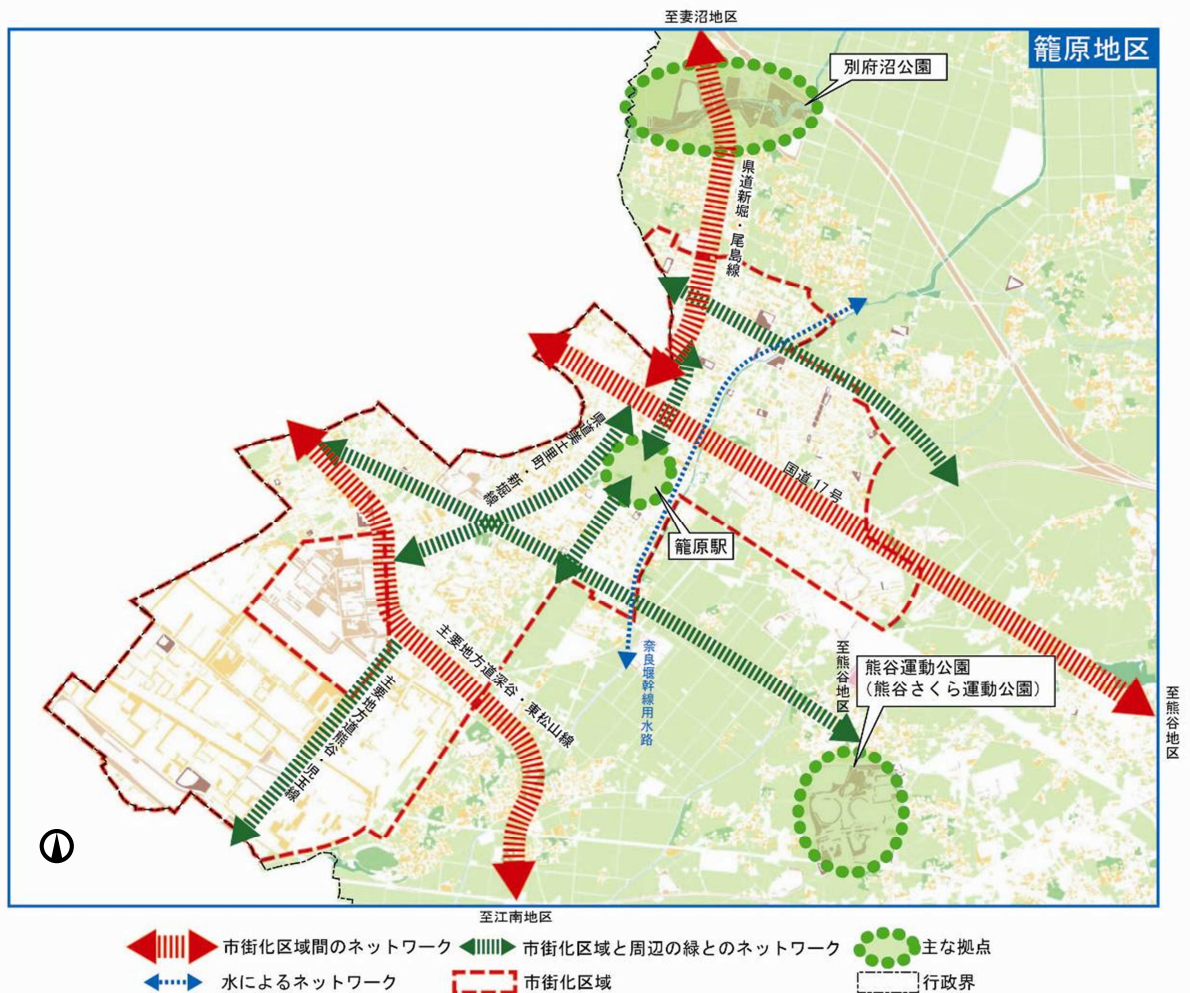 至妻沼地区
籠原地区
別府沼公園
県道新堀・尾島線
県道美土里町・新堀線
国道17号
籠原駅
主要地方道深谷・東松山線
奈良堰幹線用水路
至熊谷地区
熊谷運動公園
(熊谷さくら運動公園)
至熊谷地区
主要地方道熊谷・児玉線
至江南地区
市街化区域間のネットワーク
市街化区域と周辺の緑とのネットワーク
主な拠点
水によるネットワーク
市街化区域
行政界